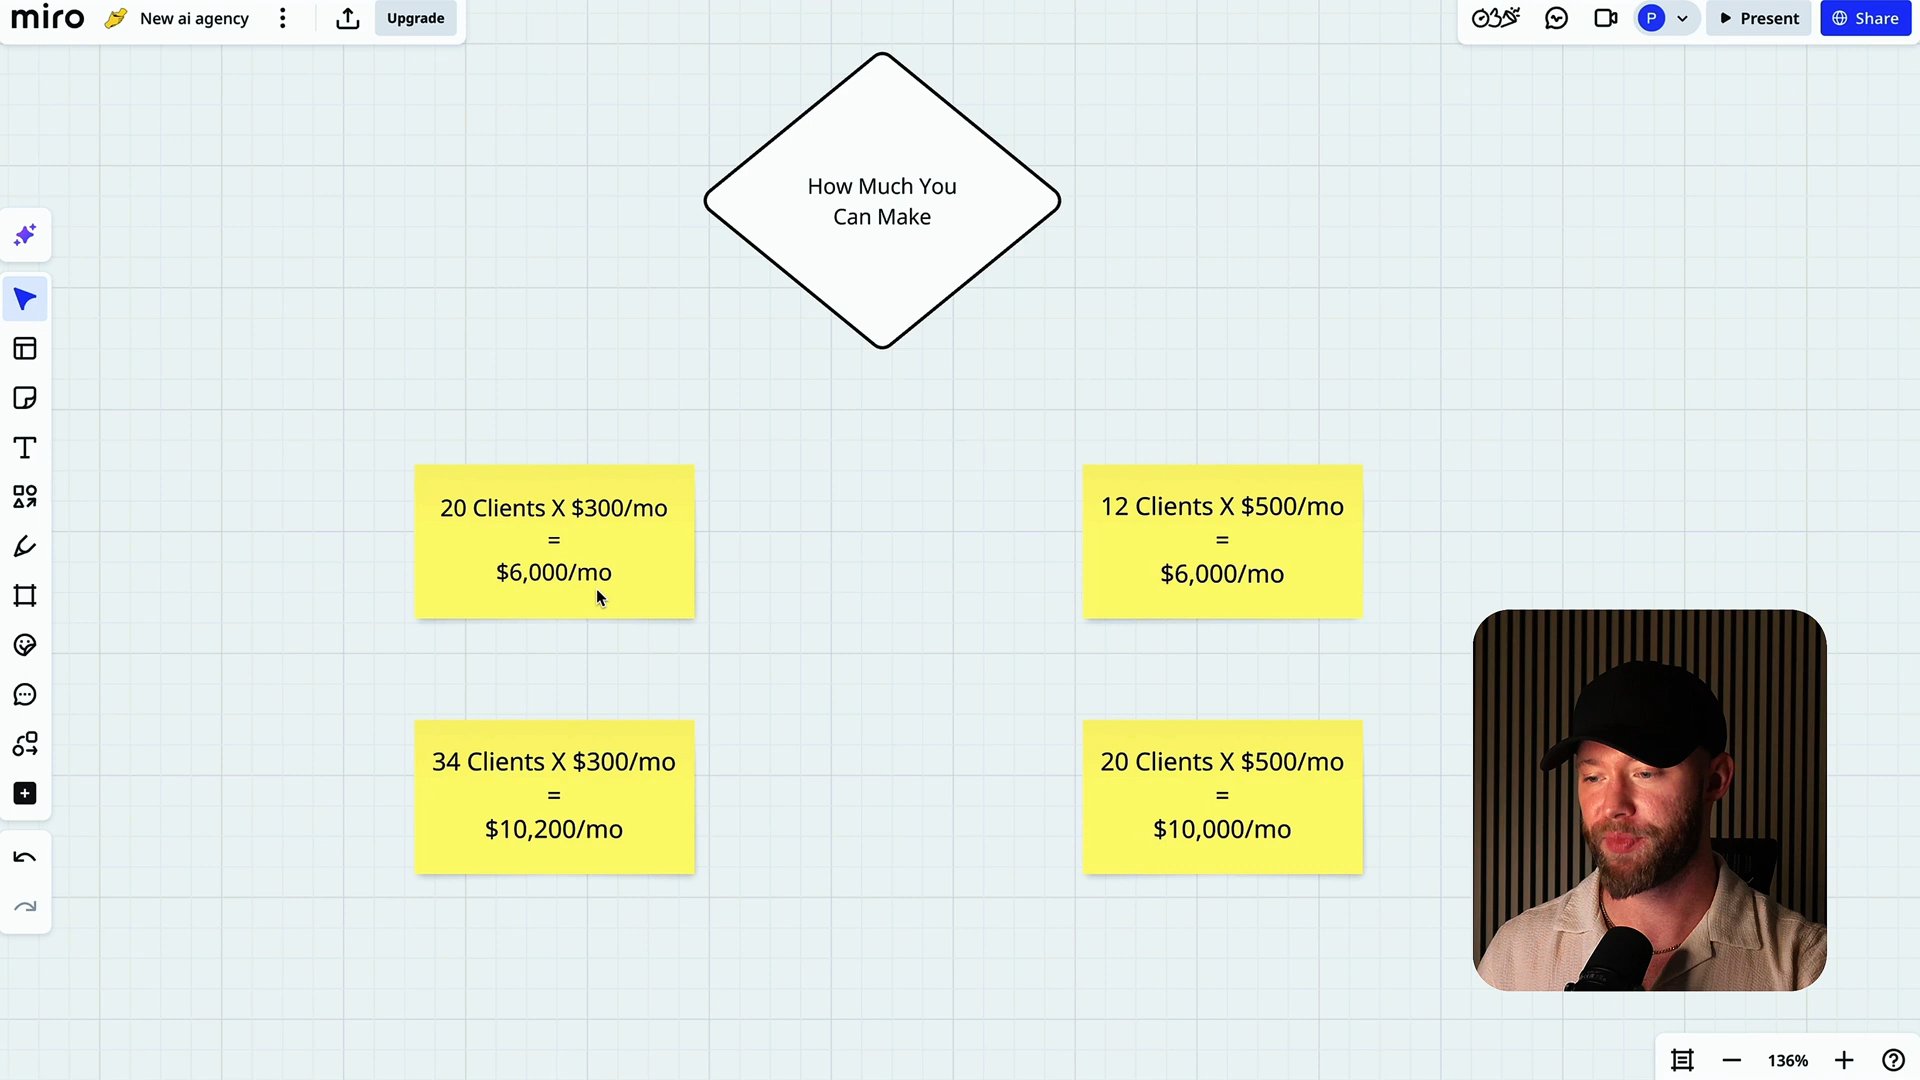 miro
New ai agency
Upgrade
P
Present
Share
How Much You
Can Make
20 Clients X $300/mo
=
$6,000/mo
12 Clients X $500/mo
=
$6,000/mo
34 Clients X $300/mo
=
$10,200/mo
20 Clients X $500/mo
=
$10,000/mo
136%